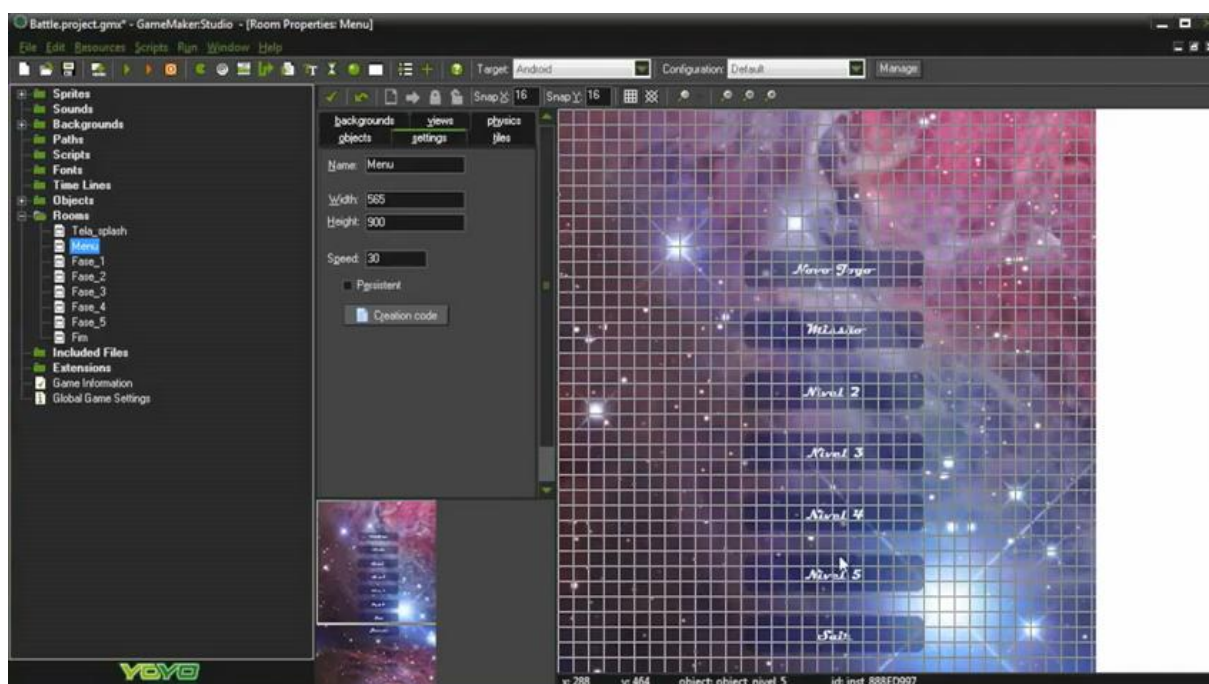 Battle.project.gmx* - GameMaker:Studio - [Room Properties: Menu]
File Edit Resources Scripts Run Window Help
Target: Android Configuration: Default Manage
Snap X: 16 Snap Y: 16
Sprites
Sounds
Backgrounds
Paths
Scripts
Fonts
Time Lines
Objects
Rooms
Tela_splash
Menu
Fase_1
Fase_2
Fase_3
Fase_4
Fase_5
Fim
Included Files
Extensions
Game Information
Global Game Settings
backgrounds views physics
objects settings tiles
Name: Menu
Width: 565
Height: 900
Speed: 30
Persistent
Creation code
Novo Jogo
Missão
Nivel 2
Nivel 3
Nivel 4
Nivel 5
Sair
YOYO
x: 288 y: 464 object: object_nivel_5 id: inst_888FD997